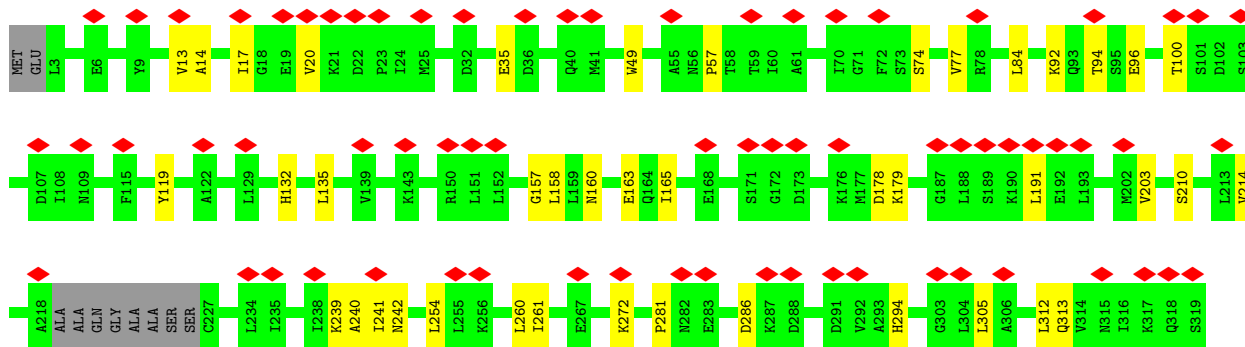 MET GLU L3 E6 Y9 V13 A14 I17 G18 E19 V20 K21 D22 P23 I24 M25 D32 E35 D36 Q40 M41 W49 A55 N56 P57 T58 T59 I60 A61 I70 G71 F72 S73 S74 V77 R78 L84 K92 Q93 T94 S95 E96 T100 S101 D102 S103
D107 I108 N109 F115 Y119 A122 L129 H132 L135 V139 K143 R150 L151 L152 G157 L158 L159 N160 E163 Q164 I165 E168 S171 G172 D173 K176 M177 D178 K179 G187 L188 S189 K190 L191 E192 L193 M202 V203 S210 L213 V214
A218 ALA ALA GLN GLY ALA ALA SER SER C227 L234 I235 I238 K239 A240 I241 N242 L254 L255 K256 L260 I261 E267 K272 P281 N282 E283 D286 K287 D288 D291 V292 A293 H294 G303 L304 L305 A306 L312 Q313 V314 N315 I316 K317 Q318 S319